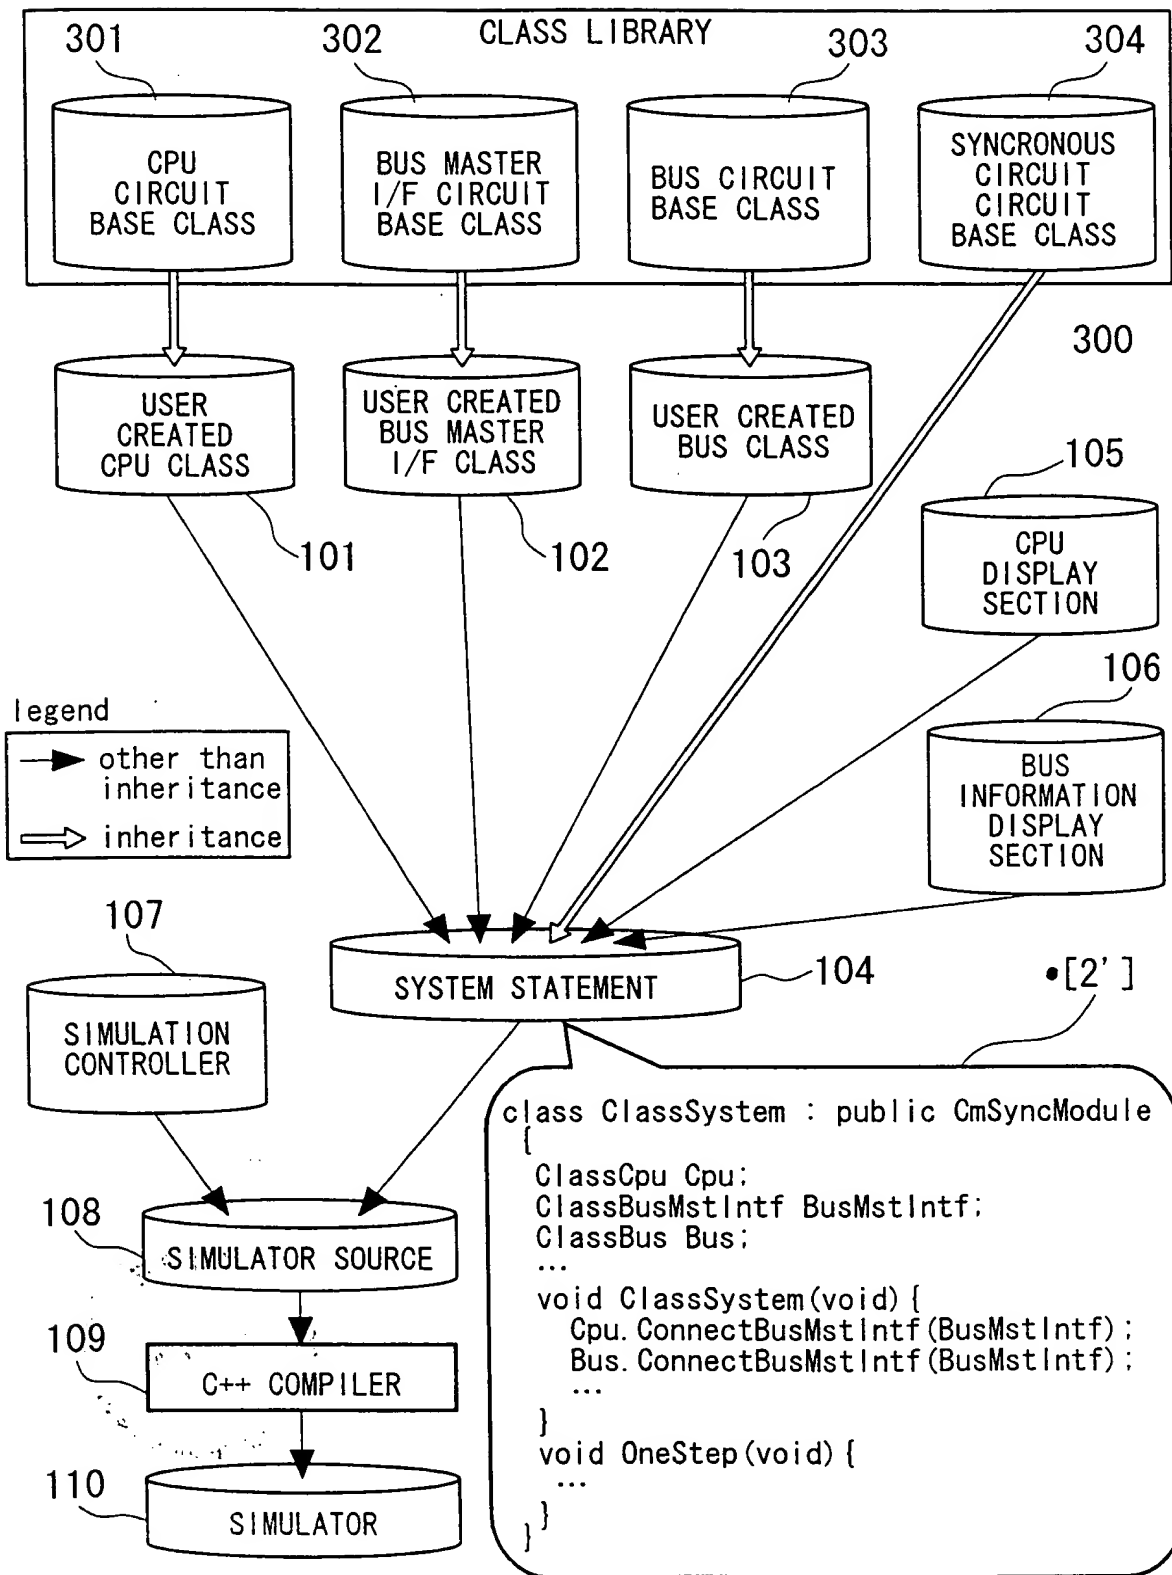 CLASS LIBRARY
301
302
303
304
CPU
CIRCUIT
BASE CLASS
BUS MASTER
I/F CIRCUIT
BASE CLASS
BUS CIRCUIT
BASE CLASS
SYNCRONOUS
CIRCUIT
CIRCUIT
BASE CLASS
300
USER
CREATED
CPU CLASS
USER CREATED
BUS MASTER
I/F CLASS
USER CREATED
BUS CLASS
101
102
103
105
CPU
DISPLAY
SECTION
106
BUS
INFORMATION
DISPLAY
SECTION
legend
other than
inheritance
inheritance
107
SIMULATION
CONTROLLER
SYSTEM STATEMENT
104
•[2']
class ClassSystem : public CmSyncModule
{
ClassCpu Cpu;
ClassBusMstIntf BusMstIntf;
ClassBus Bus;
...
void ClassSystem(void){
Cpu.ConnectBusMstIntf(BusMstIntf);
Bus.ConnectBusMstIntf(BusMstIntf);
...
}
void OneStep(void){
...
}
}
108
SIMULATOR SOURCE
109
C++ COMPILER
110
SIMULATOR